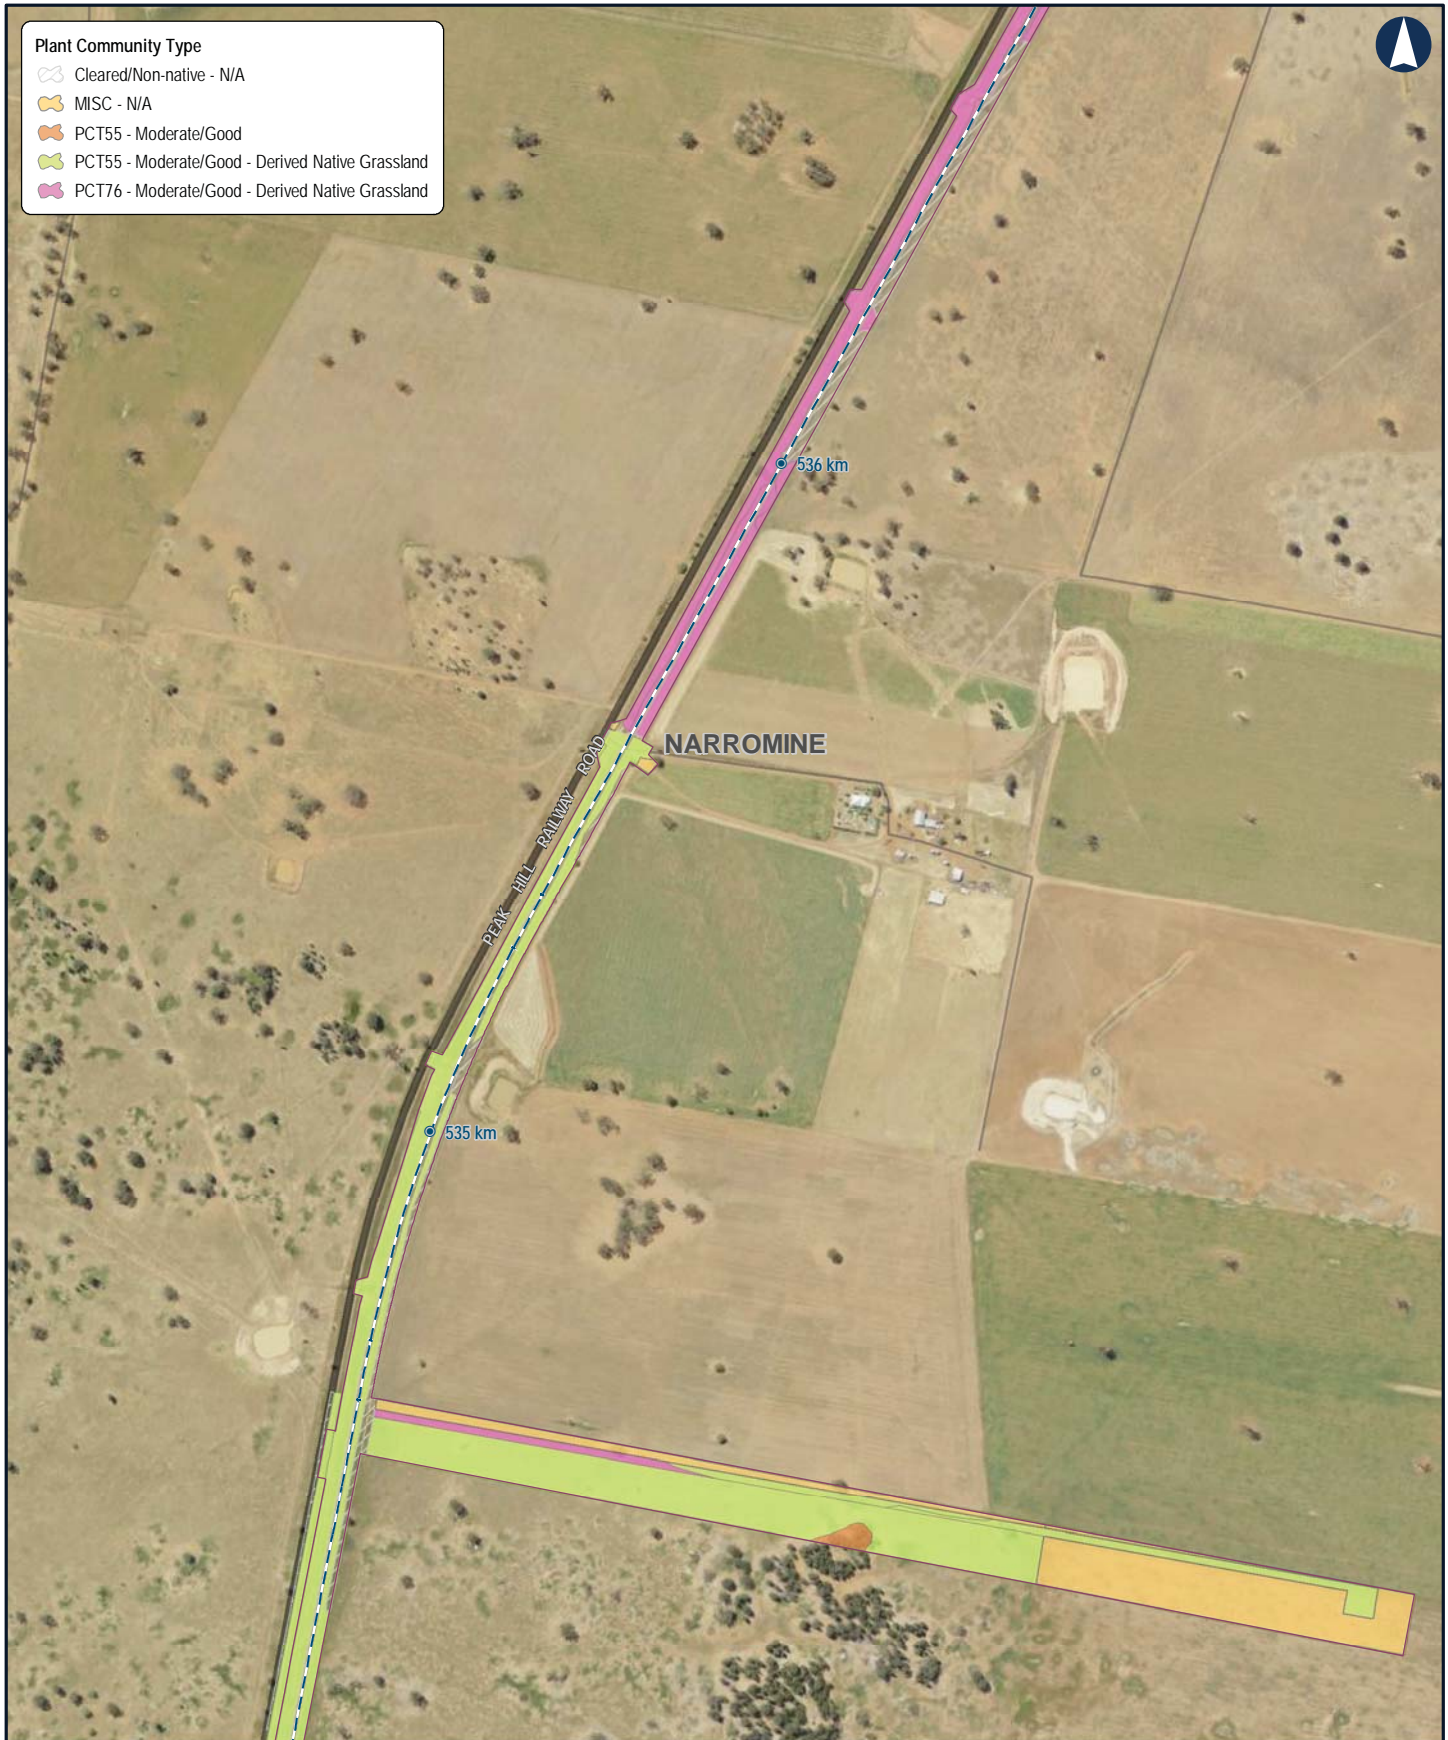 Plant Community Type
Cleared/Non-native - N/A
MISC - N/A
PCT55 - Moderate/Good
PCT55 - Moderate/Good - Derived Native Grassland
PCT76 - Moderate/Good - Derived Native Grassland
536 km
NARROMINE
PEAK HILL RAILWAY ROAD
535 km